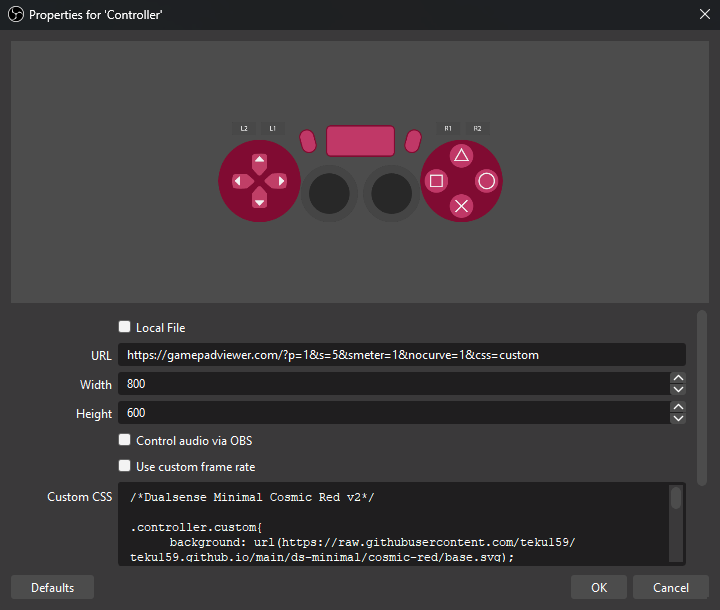 Properties for 'Controller'
L2 L1 R1 R2
Local File
URL https://gamepadviewer.com/?p=1&s=5&smeter=1&nocurve=1&css=custom
Width 800
Height 600
Control audio via OBS
Use custom frame rate
Custom CSS /*Dualsense Minimal Cosmic Red v2*/
.controller.custom{
background: url(https://raw.githubusercontent.com/tekul59/
tekul59.github.io/main/ds-minimal/cosmic-red/base.svg);
Defaults OK Cancel